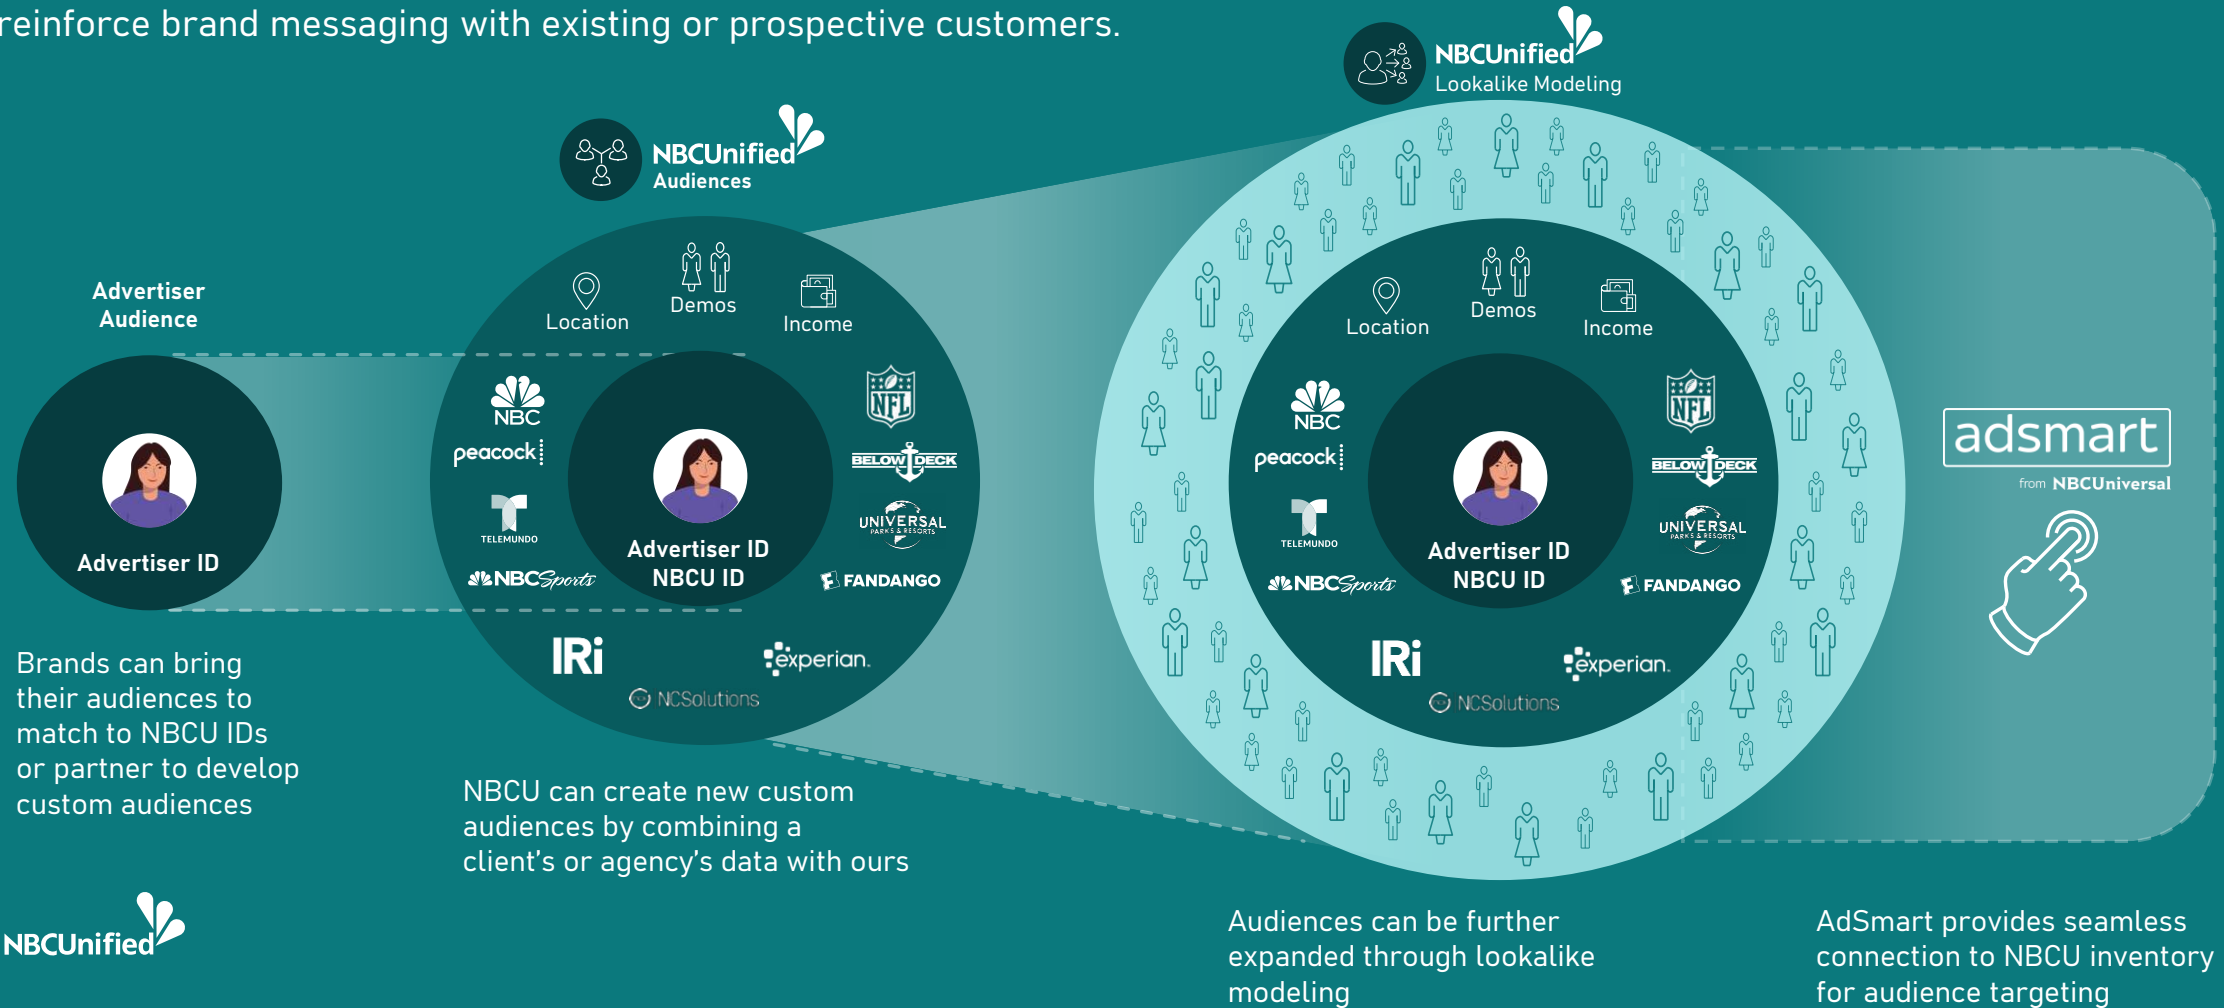 reinforce brand messaging with existing or prospective customers.
NBCUnified
Audiences
NBCUnified
Lookalike Modeling
Advertiser
Audience
Advertiser ID
Brands can bring
their audiences to
match to NBCU IDs
or partner to develop
custom audiences
Location
Demos
Income
NBC
peacock
TELEMUNDO
NBCSports
NFL
BELOW DECK
UNIVERSAL
PARKS & RESORTS
FANDANGO
Advertiser ID
NBCU ID
IRi
experian.
NCSolutions
NBCU can create new custom
audiences by combining a
client's or agency's data with ours
Location
Demos
Income
NBC
peacock
TELEMUNDO
NBCSports
NFL
BELOW DECK
UNIVERSAL
PARKS & RESORTS
FANDANGO
Advertiser ID
NBCU ID
IRi
experian.
NCSolutions
Audiences can be further
expanded through lookalike
modeling
adsmart
from NBCUniversal
AdSmart provides seamless
connection to NBCU inventory
for audience targeting
NBCUnified